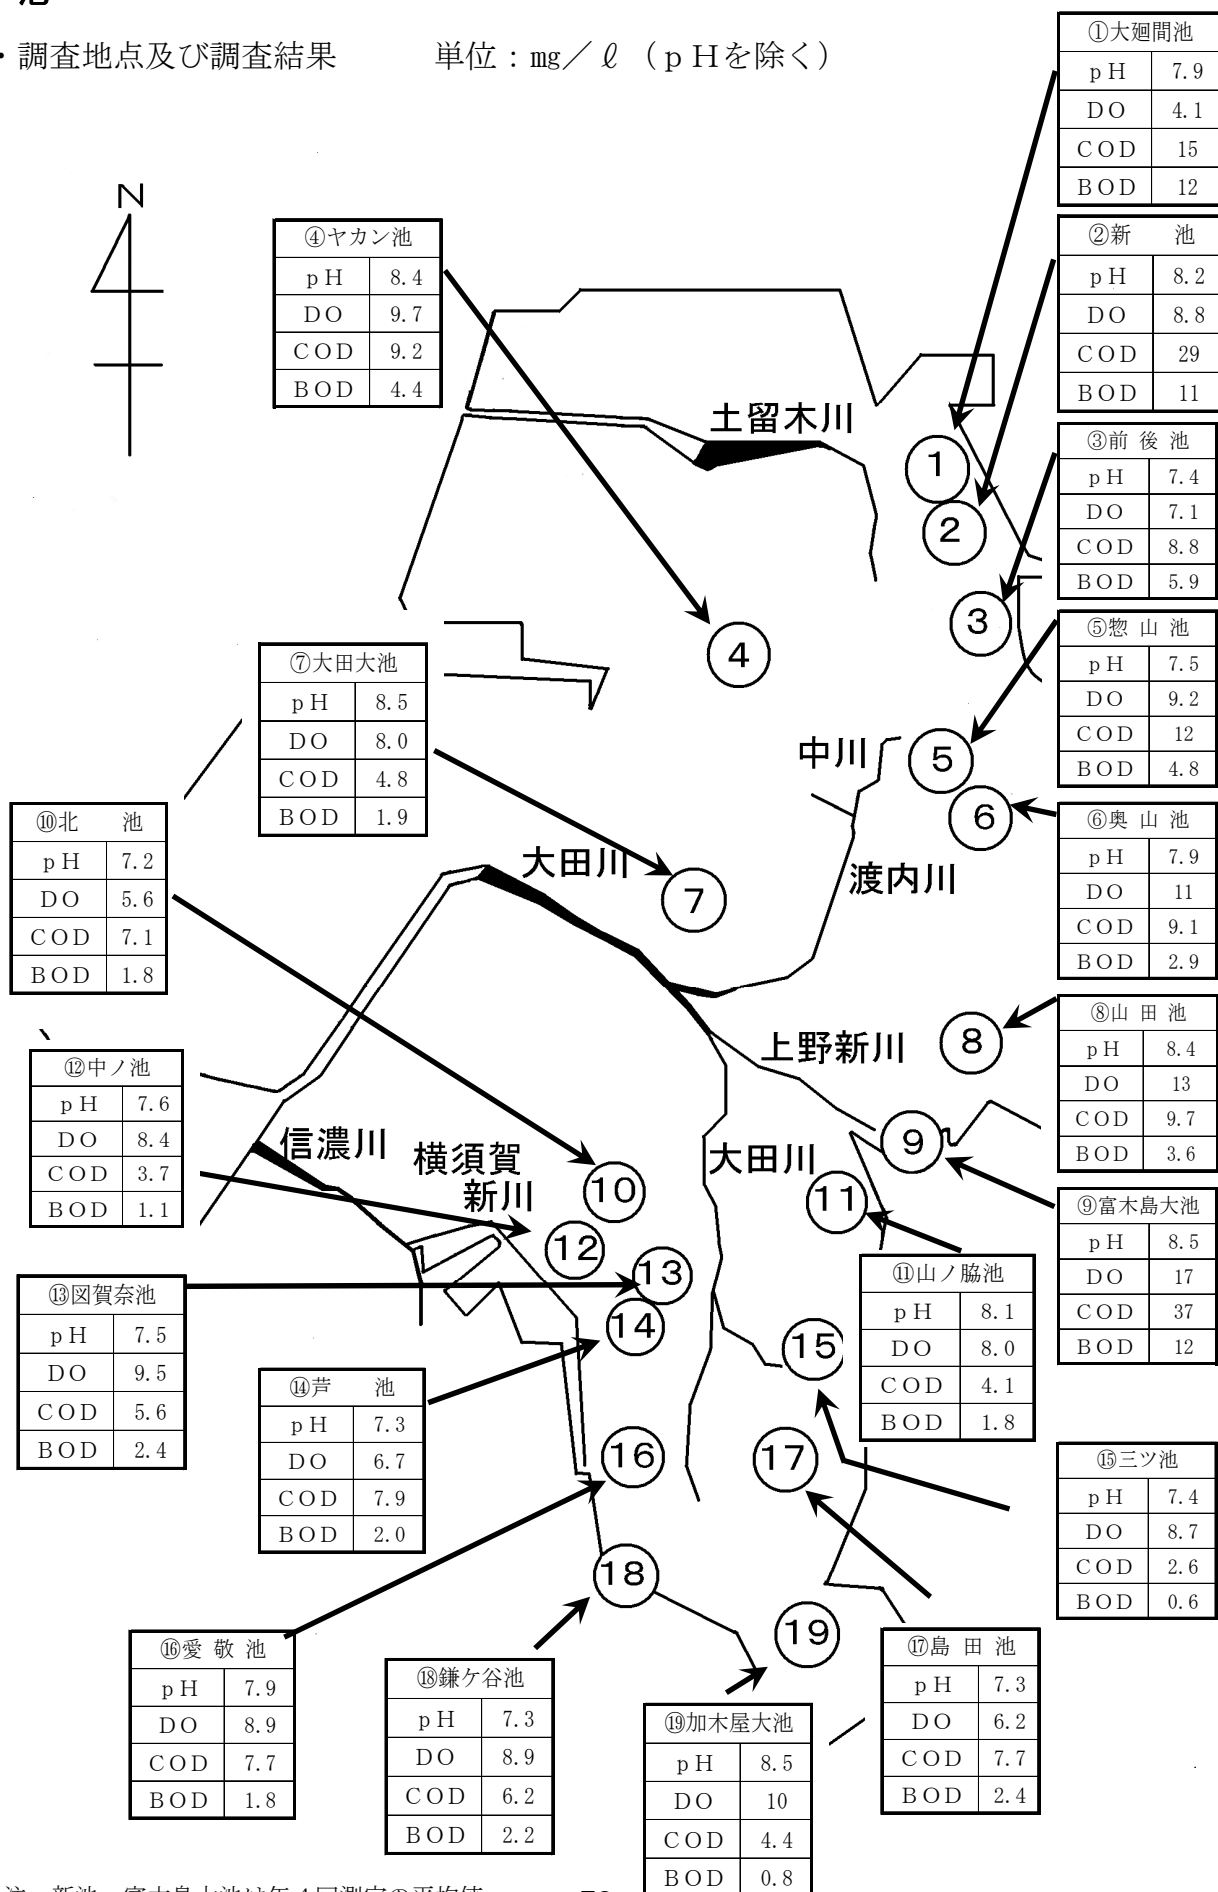 池
・調査地点及び調査結果　　　単位：㎎／ℓ（ｐＨを除く）
①大廻間池
ｐＨ 7.9
ＤＯ 4.1
ＣＯＤ 15
ＢＯＤ 12
N
②新　　池
ｐＨ 8.2
ＤＯ 8.8
ＣＯＤ 29
ＢＯＤ 11
④ヤカン池
ｐＨ 8.4
ＤＯ 9.7
ＣＯＤ 9.2
ＢＯＤ 4.4
③前 後 池
ｐＨ 7.4
ＤＯ 7.1
ＣＯＤ 8.8
ＢＯＤ 5.9
土留木川
1
2
3
4
⑤惣 山 池
ｐＨ 7.5
ＤＯ 9.2
ＣＯＤ 12
ＢＯＤ 4.8
⑦大田大池
ｐＨ 8.5
ＤＯ 8.0
ＣＯＤ 4.8
ＢＯＤ 1.9
中川
5
6
⑥奥 山 池
ｐＨ 7.9
ＤＯ 11
ＣＯＤ 9.1
ＢＯＤ 2.9
⑩北　　池
ｐＨ 7.2
ＤＯ 5.6
ＣＯＤ 7.1
ＢＯＤ 1.8
大田川
7
渡内川
⑧山 田 池
ｐＨ 8.4
ＤＯ 13
ＣＯＤ 9.7
ＢＯＤ 3.6
上野新川
8
⑫中ノ池
ｐＨ 7.6
ＤＯ 8.4
ＣＯＤ 3.7
ＢＯＤ 1.1
信濃川
横須賀
新川
大田川
9
10
11
12
13
14
15
⑨富木島大池
ｐＨ 8.5
ＤＯ 17
ＣＯＤ 37
ＢＯＤ 12
⑪山ノ脇池
ｐＨ 8.1
ＤＯ 8.0
ＣＯＤ 4.1
ＢＯＤ 1.8
⑬図賀奈池
ｐＨ 7.5
ＤＯ 9.5
ＣＯＤ 5.6
ＢＯＤ 2.4
⑭芦　　池
ｐＨ 7.3
ＤＯ 6.7
ＣＯＤ 7.9
ＢＯＤ 2.0
16
17
⑮三ツ池
ｐＨ 7.4
ＤＯ 8.7
ＣＯＤ 2.6
ＢＯＤ 0.6
18
19
⑯愛 敬 池
ｐＨ 7.9
ＤＯ 8.9
ＣＯＤ 7.7
ＢＯＤ 1.8
⑱鎌ケ谷池
ｐＨ 7.3
ＤＯ 8.9
ＣＯＤ 6.2
ＢＯＤ 2.2
⑰島 田 池
ｐＨ 7.3
ＤＯ 6.2
ＣＯＤ 7.7
ＢＯＤ 2.4
⑲加木屋大池
ｐＨ 8.5
ＤＯ 10
ＣＯＤ 4.4
ＢＯＤ 0.8
注　新池、富木島大池は年４回測定の平均値